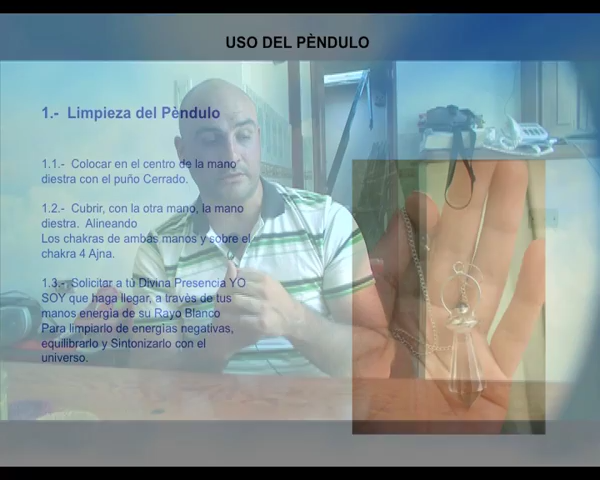 USO DEL PÈNDULO
1.- Limpieza del Pèndulo
1.1.- Colocar en el centro de la mano
diestra con el puño Cerrado.
1.2.- Cubrir, con la otra mano, la mano
diestra. Alineando
Los chakras de ambas manos y sobre el
chakra 4 Ajna.
1.3.- Solicitar a tú Divina Presencia YO
SOY que haga llegar, a travès de tus
manos energìa de su Rayo Blanco
Para limpiarlo de energías negativas,
equilibrarlo y Sintonizarlo con el
universo.